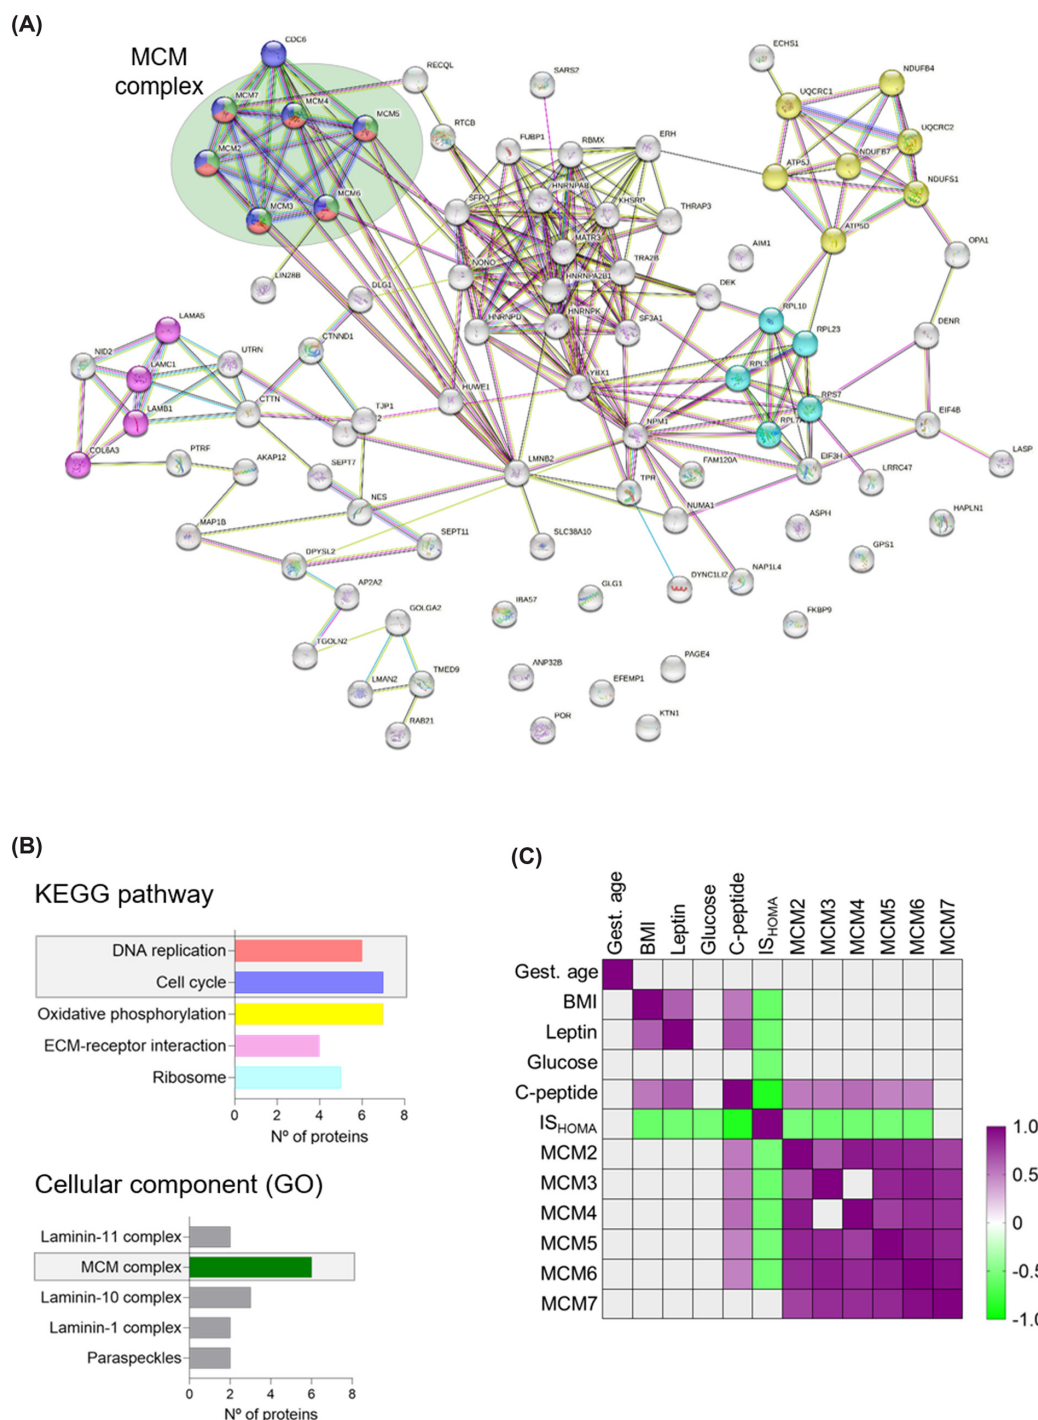 (A)
MCM
complex
CDC6
MCM7
MCM4
MCM5
MCM2
MCM3
MCM6
RECQL
SARS2
ECHS1
NDUFB4
UQCRC1
UQCRC2
NDUFB7
NDUFS1
ATP5J
ATP5O
RTCB
FUBP1
RBMX
ERH
HNRNPAB
KHSRP
SFPQ
THRAP3
MATR3
NONO
TRA2B
HNRNPA2B1
AIM1
OPA1
LIN28B
DLG1
DEK
HNRNPD
HNRNPK
SF3A1
RPL10
RPL23
DENR
LAMA5
NID2
UTRN
CTNND1
LAMC1
HUWE1
YBX1
RPL3
RPS7
LAMB1
CTTN
TJP1
NPM1
RPL7A
EIF4B
COL6A3
PTRF
AKAP12
SEPT7
LMNB2
TPR
FAM120A
EIF3H
LRRC47
LASP
NES
NUMA1
MAP1B
SEPT11
SLC38A10
ASPH
HAPLN1
DPYSL2
GPS1
AP2A2
DYNC1LI2
NAP1L4
IBA57
GLG1
GOLGA2
FKBP9
TGOLN2
LMAN2
TMED9
ANP32B
PAGE4
EFEMP1
RAB21
POR
KTN1
(B)
KEGG pathway
DNA replication
Cell cycle
Oxidative phosphorylation
ECM-receptor interaction
Ribosome
0 2 4 6 8
Nº of proteins
Cellular component (GO)
Laminin-11 complex
MCM complex
Laminin-10 complex
Laminin-1 complex
Paraspeckles
0 2 4 6 8
Nº of proteins
(C)
Gest. age BMI Leptin Glucose C-peptide ISHOMA MCM2 MCM3 MCM4 MCM5 MCM6 MCM7
Gest. age
BMI
Leptin
Glucose
C-peptide
ISHOMA
MCM2
MCM3
MCM4
MCM5
MCM6
MCM7
1.0
0.5
0
-0.5
-1.0